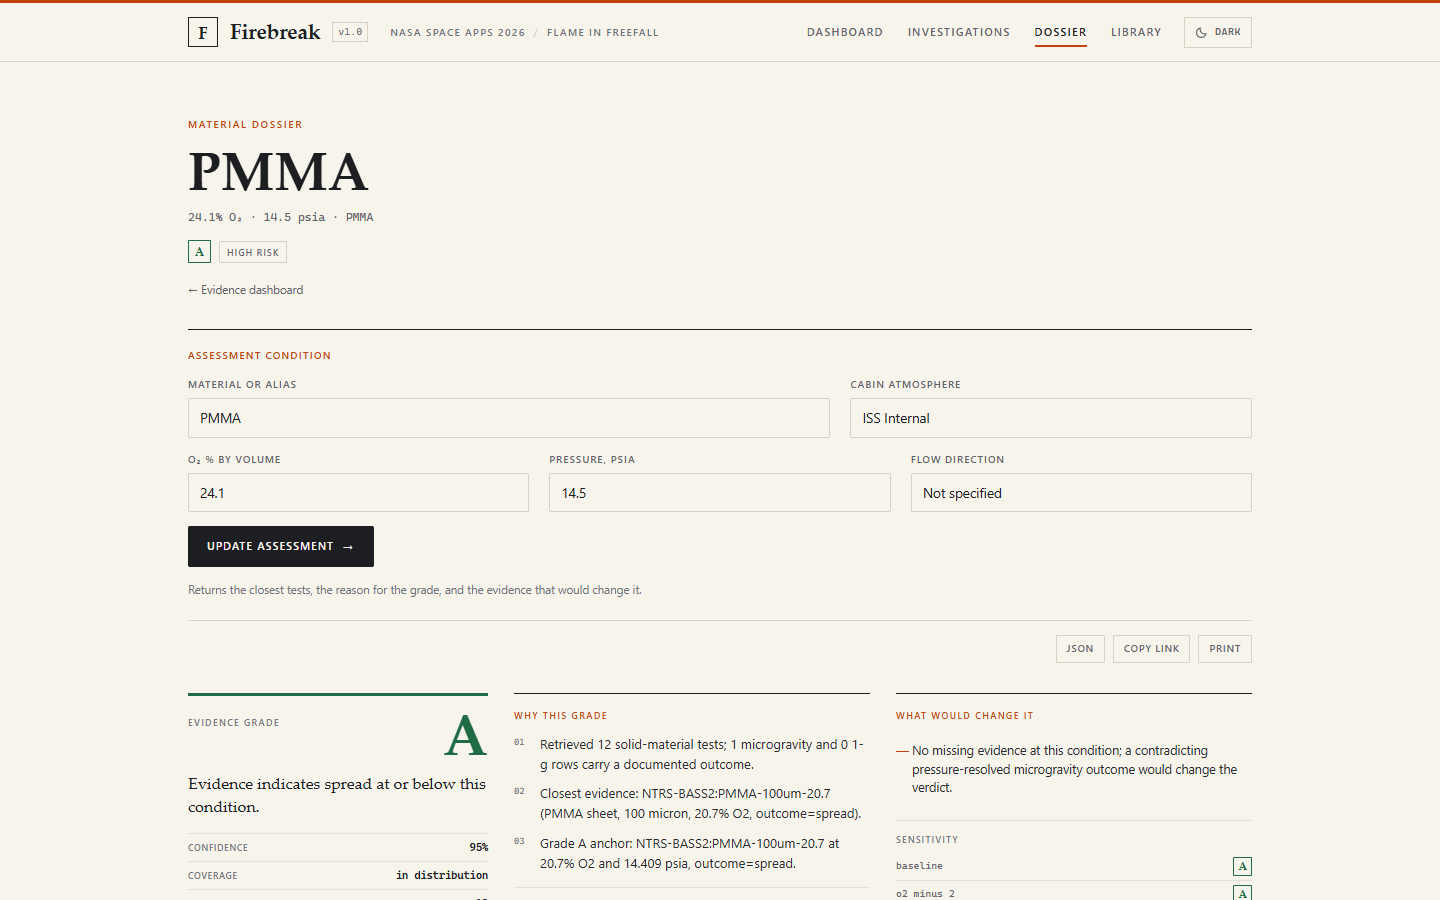 F Firebreak v1.0 NASA SPACE APPS 2026 / FLAME IN FREEFALL DASHBOARD INVESTIGATIONS DOSSIER LIBRARY DARK
MATERIAL DOSSIER
PMMA
24.1% O₂ · 14.5 psia · PMMA
A HIGH RISK
← Evidence dashboard
ASSESSMENT CONDITION
MATERIAL OR ALIAS CABIN ATMOSPHERE
PMMA ISS Internal
O₂ % BY VOLUME PRESSURE, PSIA FLOW DIRECTION
24.1 14.5 Not specified
UPDATE ASSESSMENT →
Returns the closest tests, the reason for the grade, and the evidence that would change it.
JSON COPY LINK PRINT
EVIDENCE GRADE A
Evidence indicates spread at or below this
condition.
CONFIDENCE 95%
COVERAGE in distribution
WHY THIS GRADE
01 Retrieved 12 solid-material tests; 1 microgravity and 0 1-
g rows carry a documented outcome.
02 Closest evidence: NTRS-BASS2:PMMA-100um-20.7
(PMMA sheet, 100 micron, 20.7% O2, outcome=spread).
03 Grade A anchor: NTRS-BASS2:PMMA-100um-20.7 at
20.7% O2 and 14.409 psia, outcome=spread.
WHAT WOULD CHANGE IT
— No missing evidence at this condition; a contradicting
pressure-resolved microgravity outcome would change the
verdict.
SENSITIVITY
baseline A
o2 minus 2 A